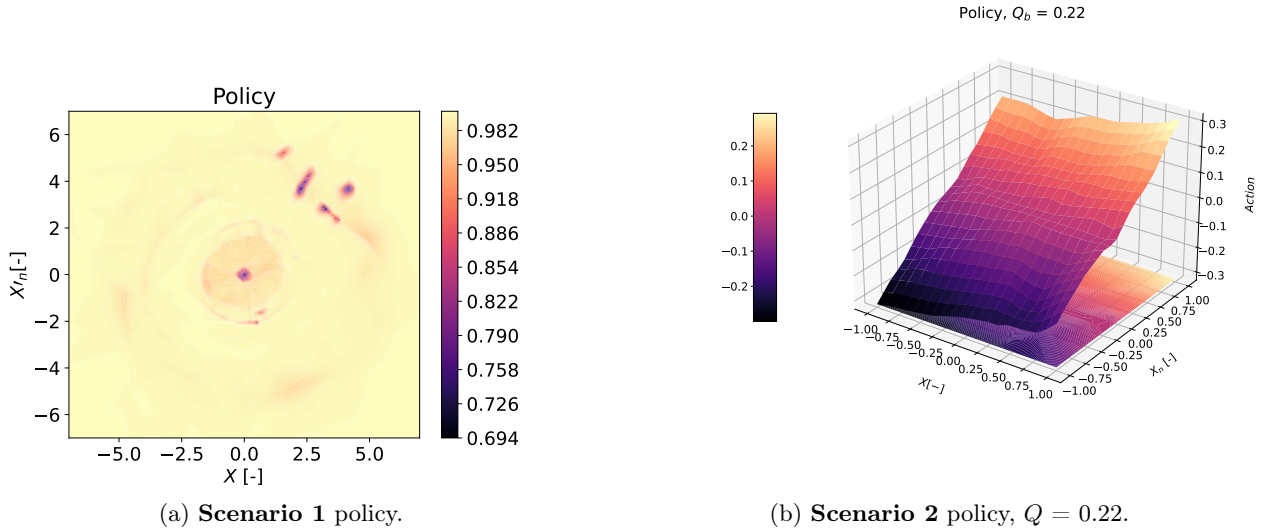 Policy
6
4
2
0
−2
−4
−6
X′n[-]
−5.0 −2.5 0.0 2.5 5.0
X [-]
0.982
0.950
0.918
0.886
0.854
0.822
0.790
0.758
0.726
0.694
(a) Scenario 1 policy.
Policy, Qb = 0.22
0.2
0.1
0.0
−0.1
−0.2
0.3
0.2
0.1
0.0
−0.1
−0.2
−0.3
Action
−1.00 −0.75 −0.50 −0.25 0.00 0.25 0.50 0.75 1.00
X[−]
−1.00 −0.75 −0.50 −0.25 0.00 0.25 0.50 0.75 1.00
Xn [-]
(b) Scenario 2 policy, Q = 0.22.